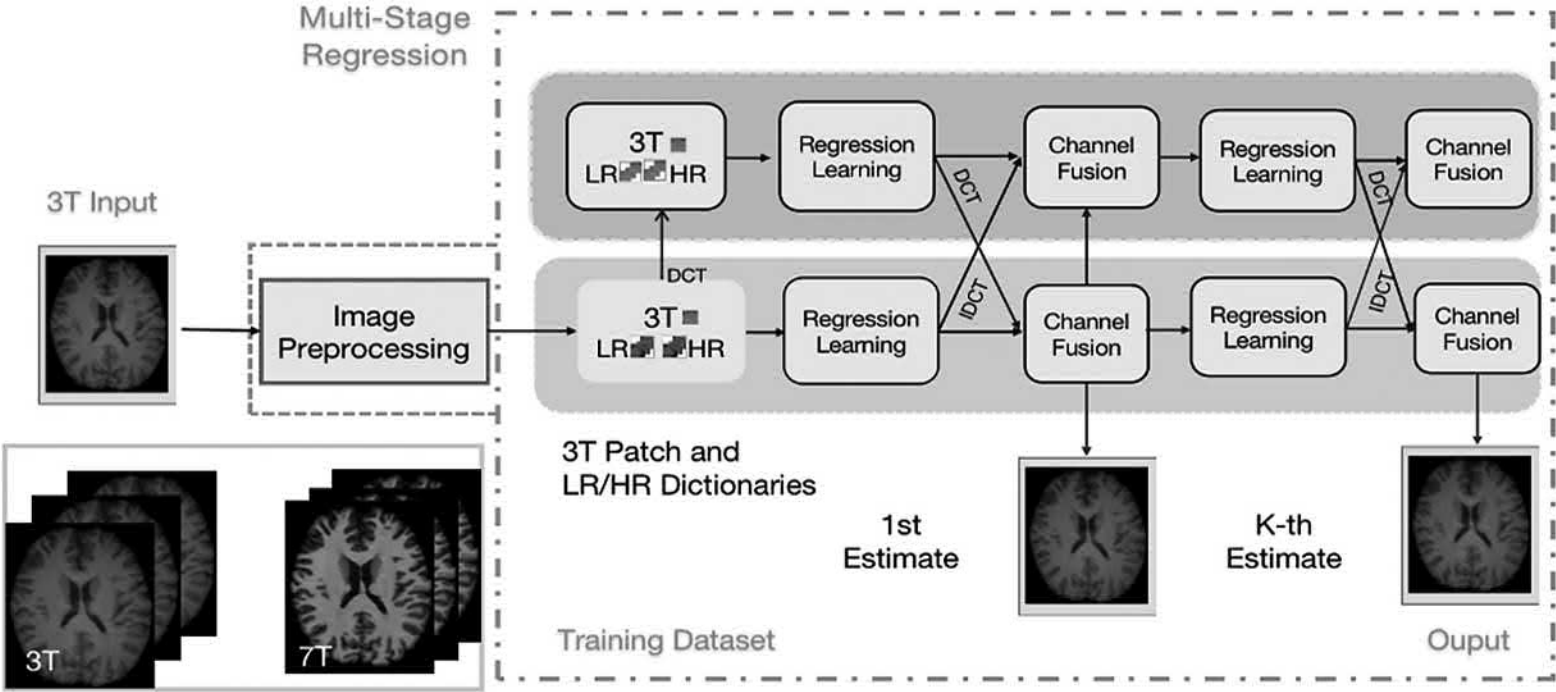 Multi-Stage
Regression
3T
LR HR
Regression
Learning
DCT
Channel
Fusion
Regression
Learning
DCT
Channel
Fusion
3T Input
DCT
Image
Preprocessing
3T
LR HR
Regression
Learning
IDCT
Channel
Fusion
Regression
Learning
IDCT
Channel
Fusion
3T Patch and
LR/HR Dictionaries
1st
Estimate
K-th
Estimate
3T
7T
Training Dataset
Ouput